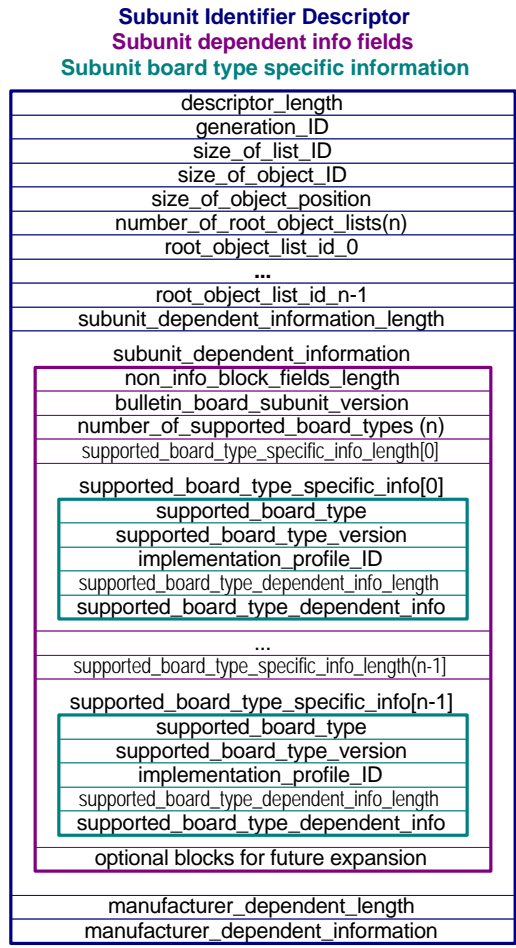 Subunit Identifier Descriptor
Subunit dependent info fields
Subunit board type specific information
descriptor_length
generation_ID
size_of_list_ID
size_of_object_ID
size_of_object_position
number_of_root_object_lists(n)
root_object_list_id_0
...
root_object_list_id_n-1
subunit_dependent_information_length
subunit_dependent_information
non_info_block_fields_length
bulletin_board_subunit_version
number_of_supported_board_types (n)
supported_board_type_specific_info_length[0]
supported_board_type_specific_info[0]
supported_board_type
supported_board_type_version
implementation_profile_ID
supported_board_type_dependent_info_length
supported_board_type_dependent_info
...
supported_board_type_specific_info_length(n-1]
supported_board_type_specific_info[n-1]
supported_board_type
supported_board_type_version
implementation_profile_ID
supported_board_type_dependent_info_length
supported_board_type_dependent_info
optional blocks for future expansion
manufacturer_dependent_length
manufacturer_dependent_information